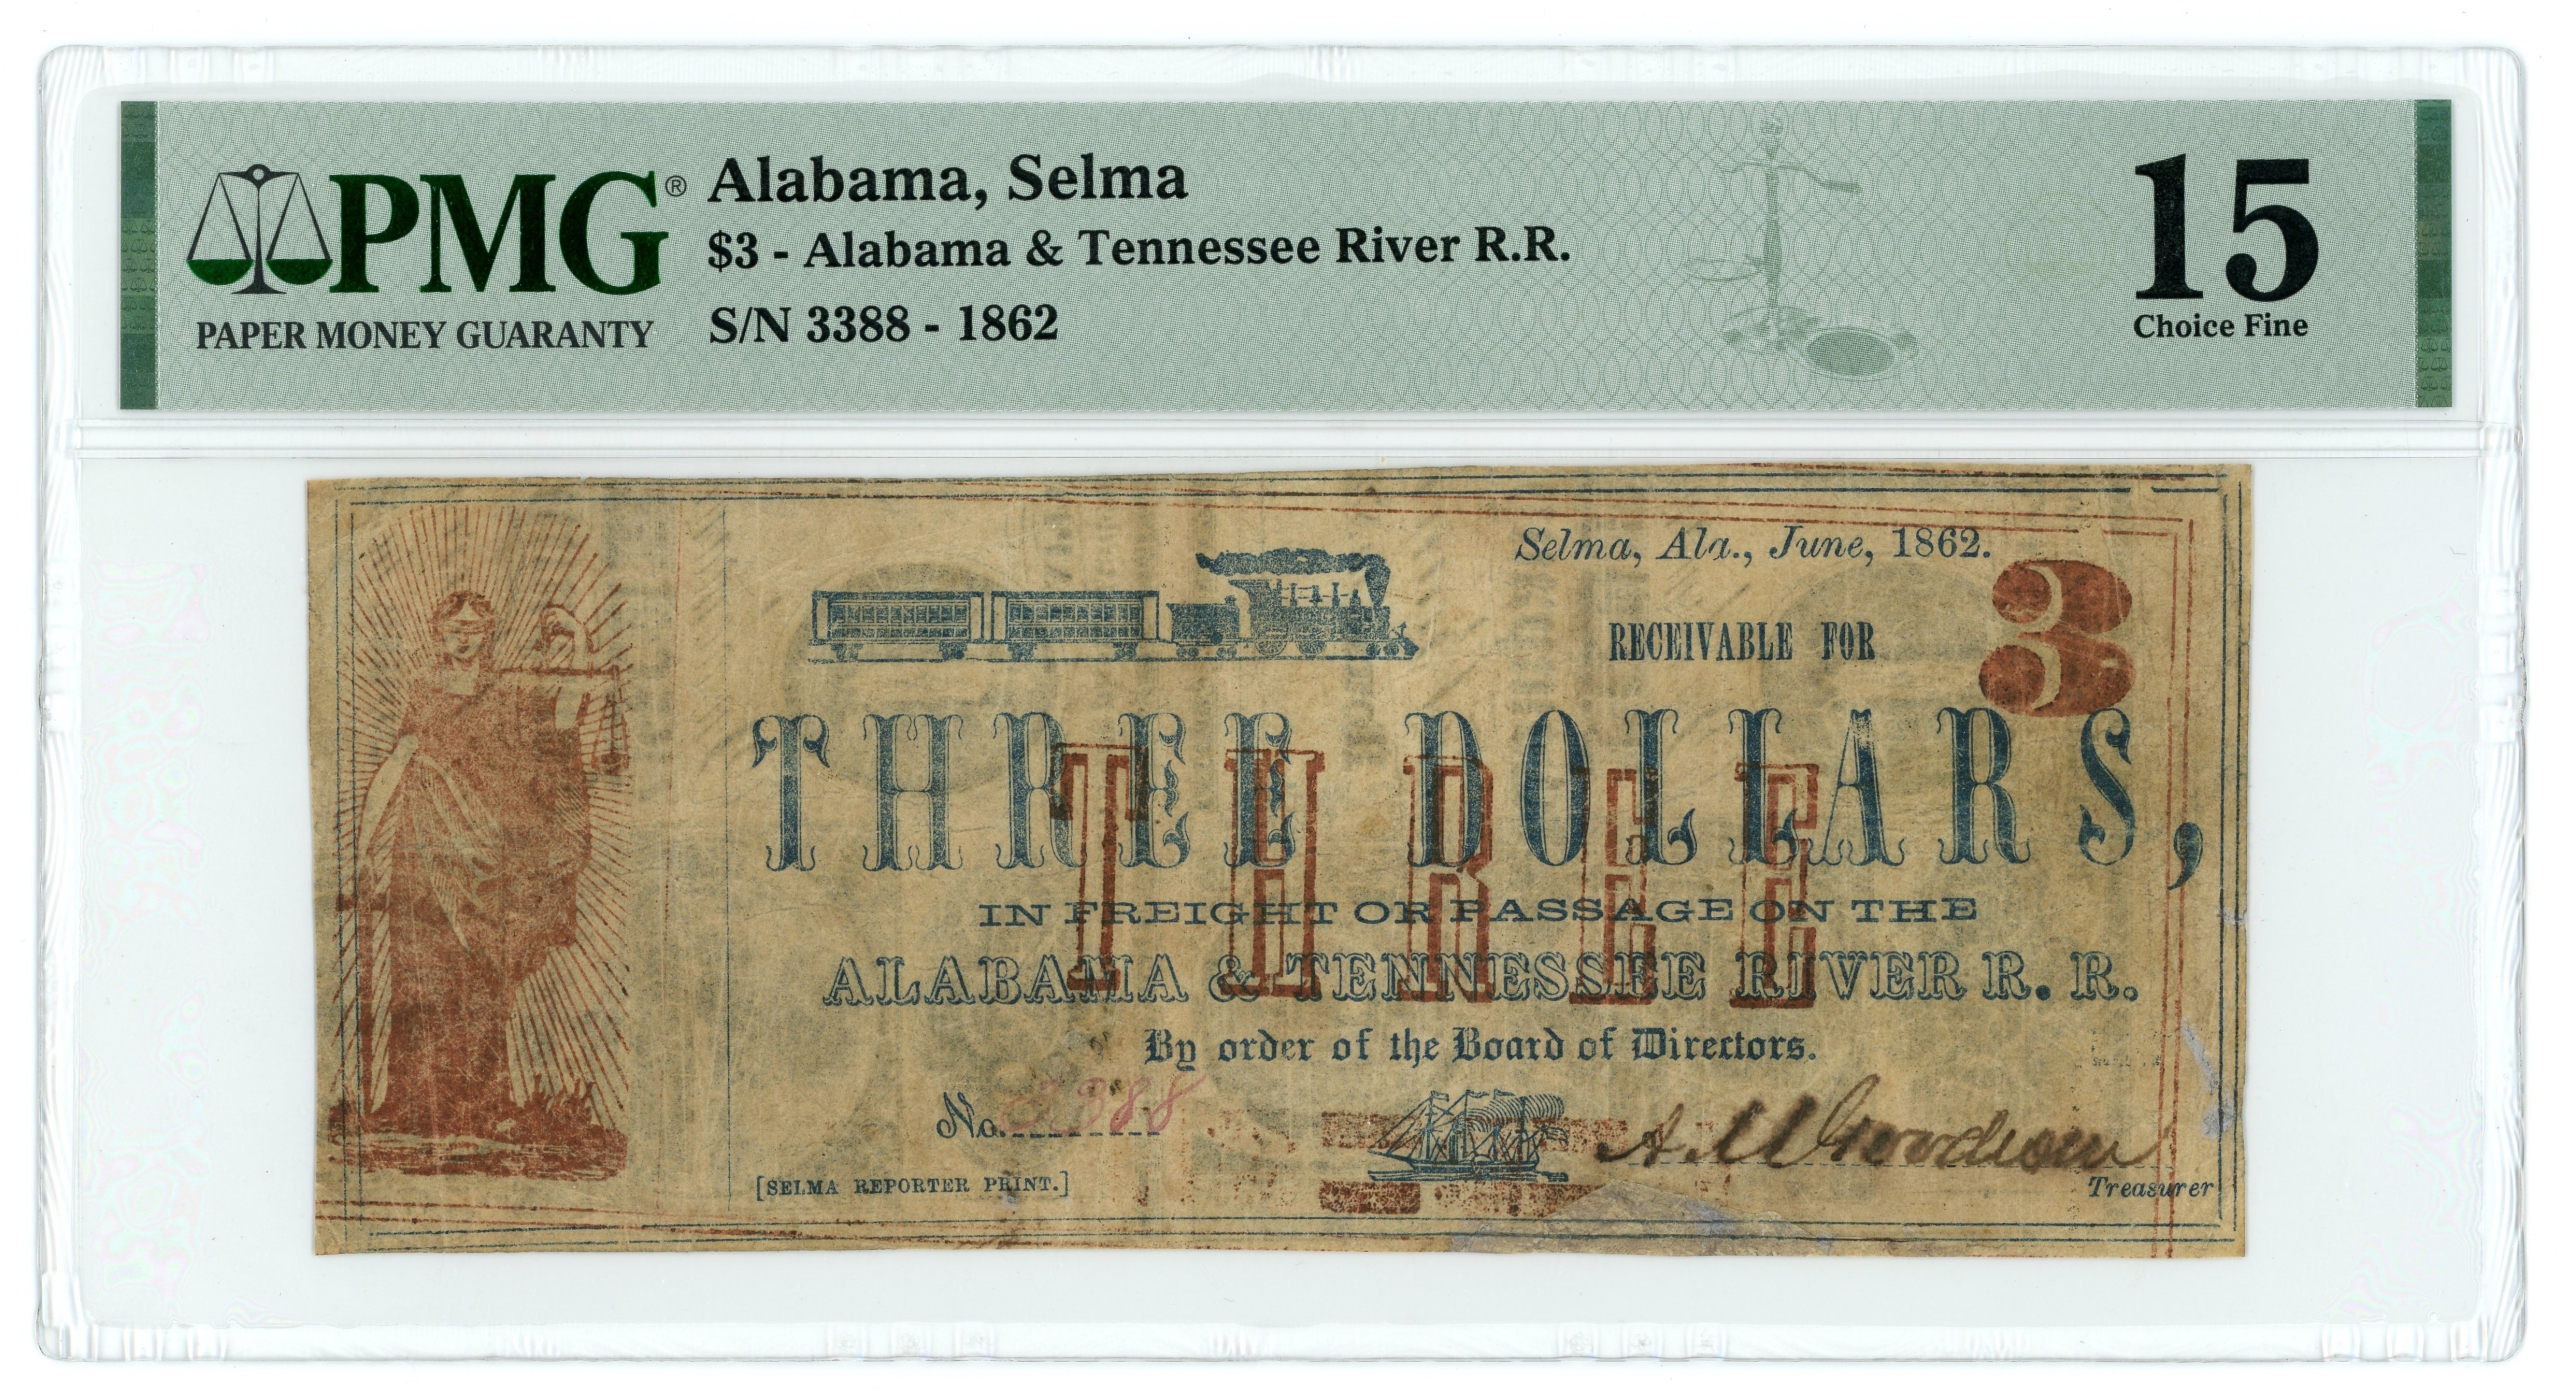 PMG®
PAPER MONEY GUARANTY
Alabama, Selma
$3 - Alabama & Tennessee River R.R.
S/N 3388 - 1862
15
Choice Fine
Selma, Ala., June, 1862.
RECEIVABLE FOR
3
THREE DOLLARS,
THREE
IN FREIGHT OR PASSAGE ON THE
ALABAMA & TENNESSEE RIVER R. R.
By order of the Board of Directors.
No. 3388
A M Goodrow
Treasurer
[SELMA REPORTER PRINT.]